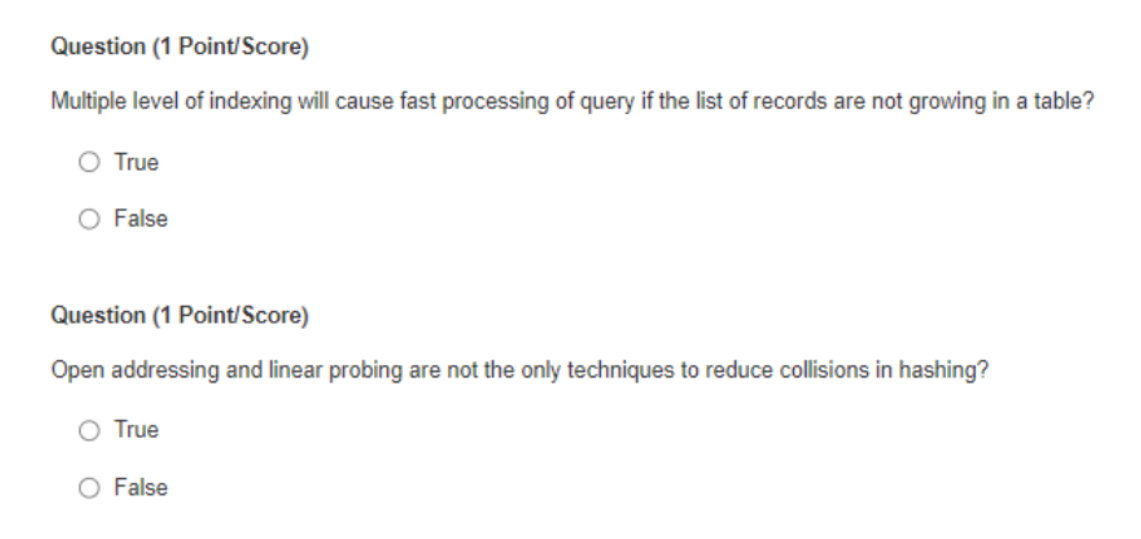 Question (1 Point/Score)
Multiple level of indexing will cause fast processing of query if the list of records are not growing in a table?
True
False
Question (1 Point/Score)
Open addressing and linear probing are not the only techniques to reduce collisions in hashing?
True
False